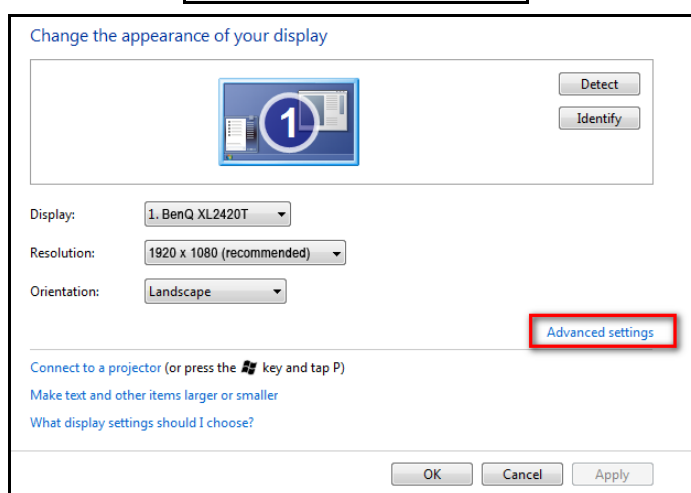 Change the appearance of your display
Detect
1
Identify
Display: 1. BenQ XL2420T
Resolution: 1920 x 1080 (recommended)
Orientation: Landscape
Advanced settings
Connect to a projector (or press the key and tap P)
Make text and other items larger or smaller
What display settings should I choose?
OK Cancel Apply